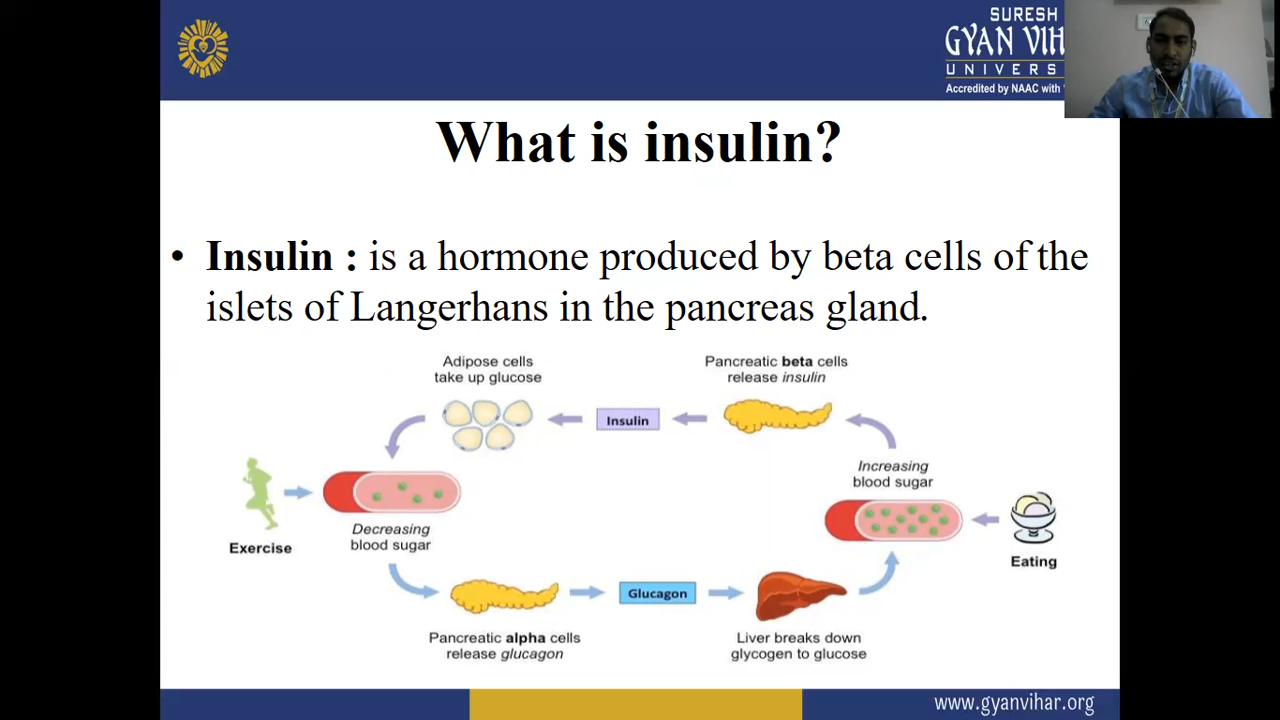 SURESH
GYAN VIH
UNIVERS
Accredited by NAAC with
What is insulin?
• Insulin : is a hormone produced by beta cells of the
islets of Langerhans in the pancreas gland.
Adipose cells
take up glucose
Pancreatic beta cells
release insulin
Insulin
Increasing
blood sugar
Exercise
Decreasing
blood sugar
Eating
Glucagon
Pancreatic alpha cells
release glucagon
Liver breaks down
glycogen to glucose
www.gyanvihar.org